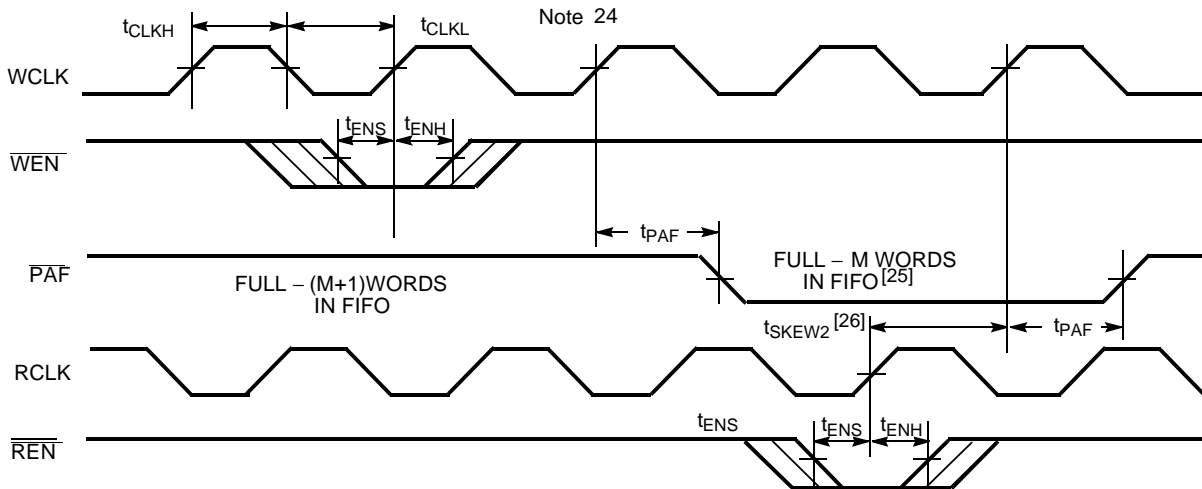 Note 24
tCLKH
tCLKL
WCLK
tENS
tENH
WEN
tPAF
PAF
FULL – (M+1)WORDS
IN FIFO
FULL – M WORDS
IN FIFO[25]
tSKEW2[26]
tPAF
RCLK
tENS
tENS
tENH
REN